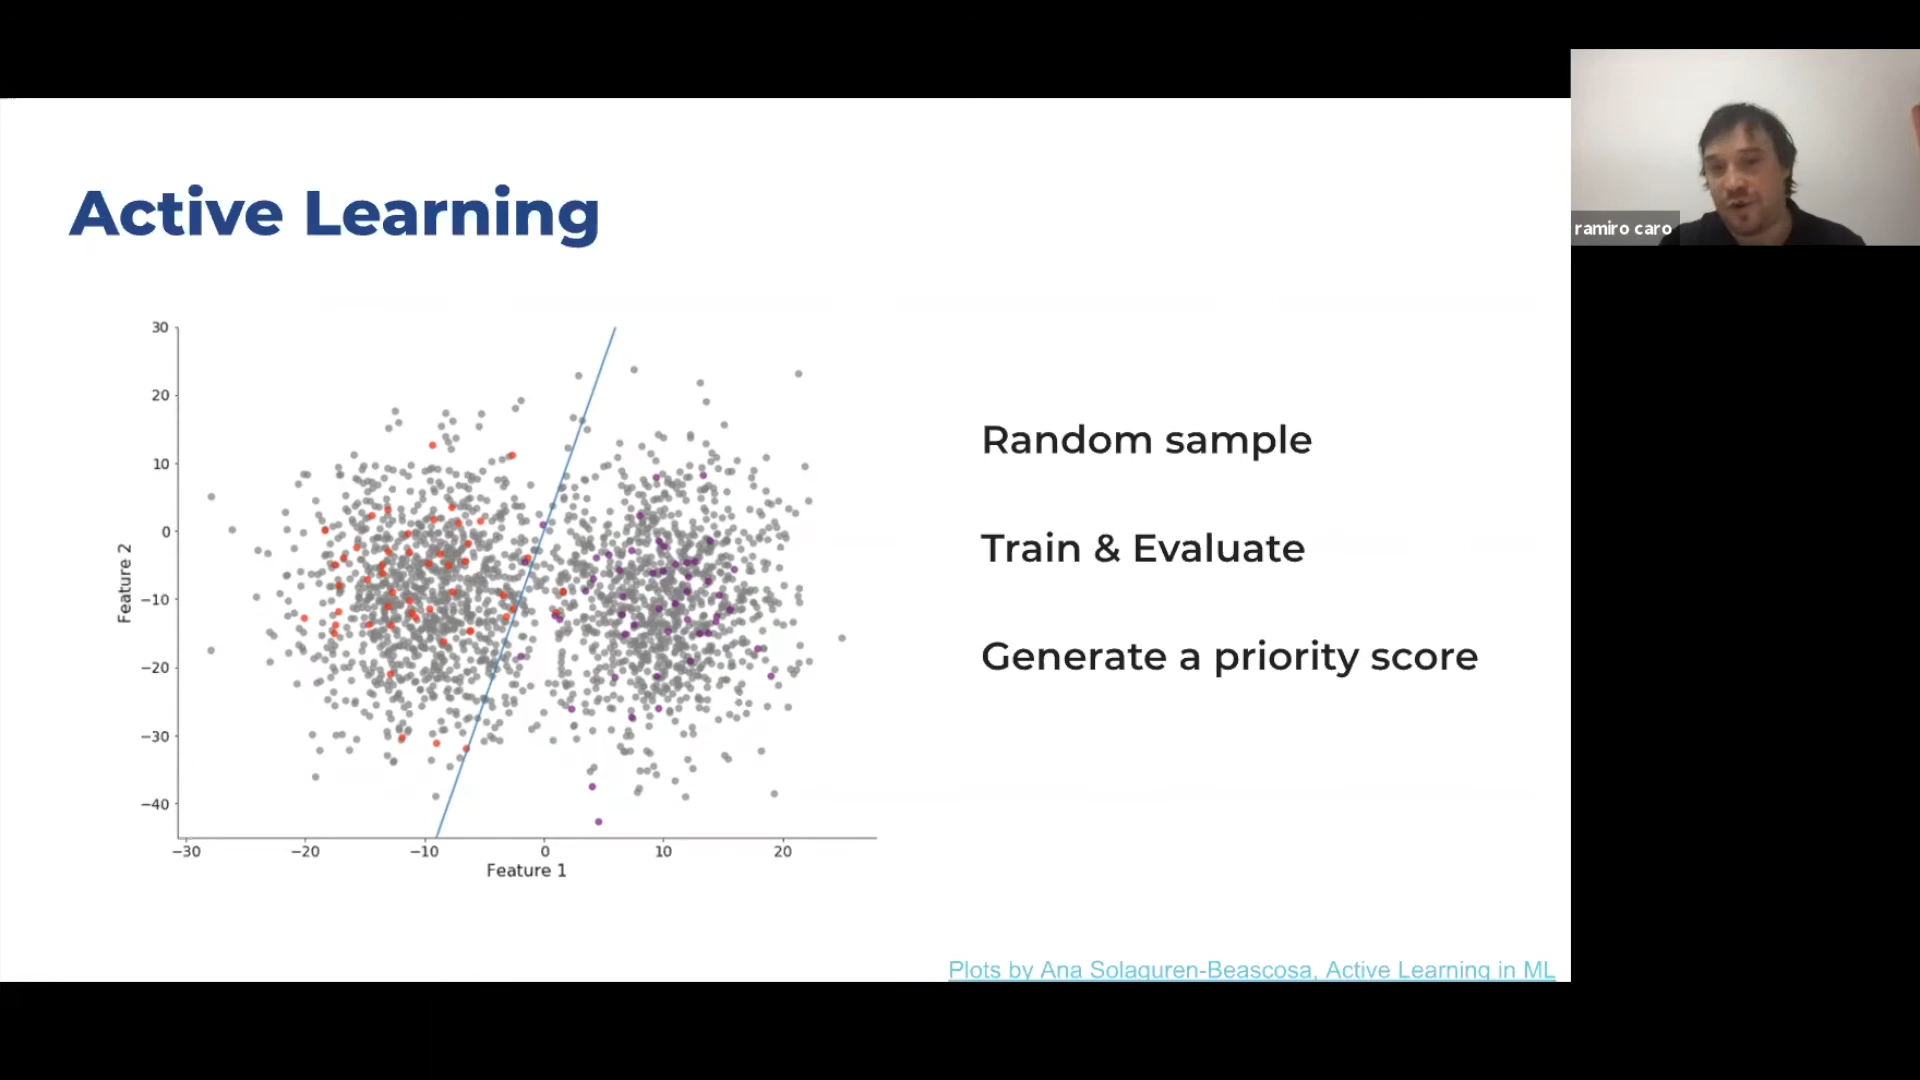 Active Learning
ramiro caro
30
20
10
0
−10
−20
−30
−40
Feature 2
−30
−20
−10
0
10
20
Feature 1
Random sample
Train & Evaluate
Generate a priority score
Plots by Ana Solaguren-Beascosa, Active Learning in ML